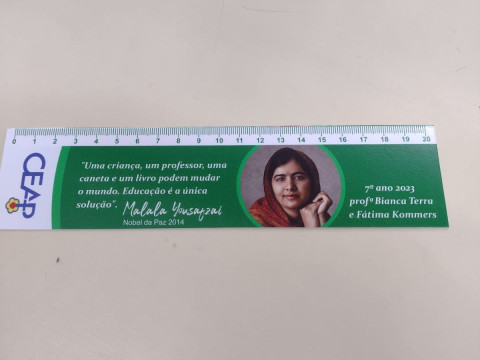 0 1 2 3 4 5 6 7 8 9 10 11 12 13 14 15 16 17 18 19 20
CEAP
"Uma criança, um professor, uma
caneta e um livro podem mudar
o mundo. Educação é a única
solução". Malala Yousafzai
Nobel da Paz 2014
7º ano 2023
profª Bianca Terra
e Fátima Kommers